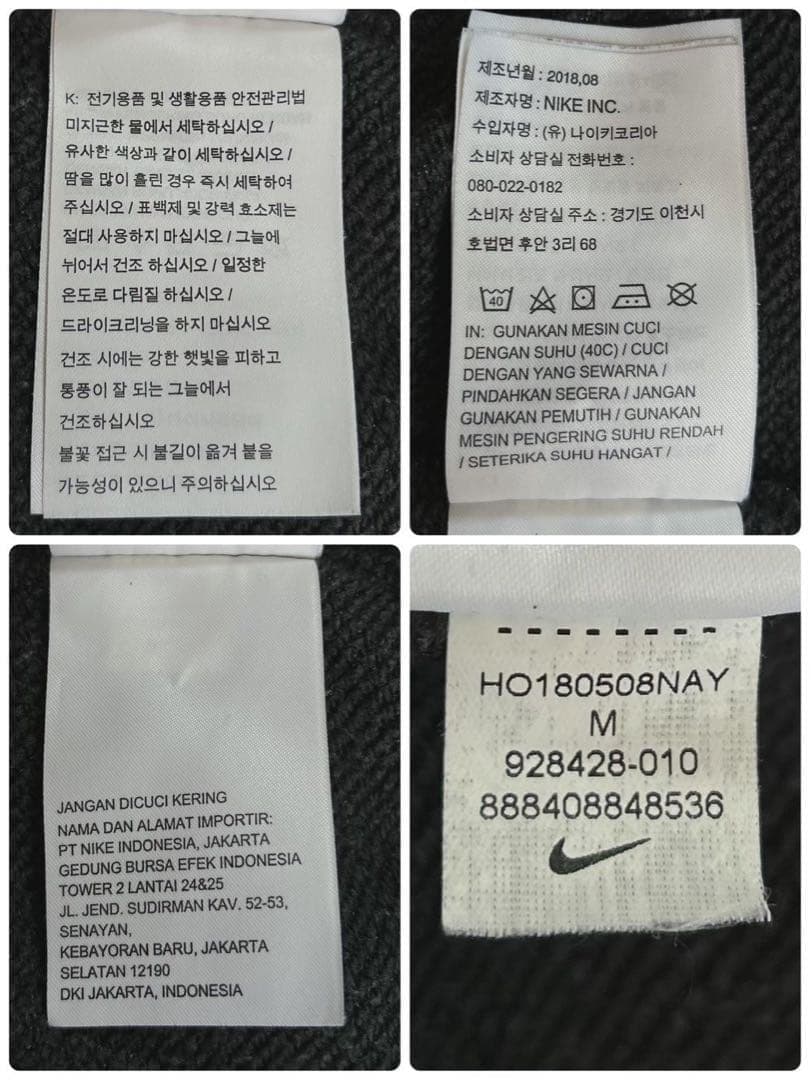 K: 전기용품 및 생활용품 안전관리법
미지근한 물에서 세탁하십시오 /
유사한 색상과 같이 세탁하십시오 /
땀을 많이 흘린 경우 즉시 세탁하여
주십시오 / 표백제 및 강력 효소제는
절대 사용하지 마십시오 / 그늘에
뉘어서 건조 하십시오 / 일정한
온도로 다림질 하십시오 /
드라이크리닝을 하지 마십시오
건조 시에는 강한 햇빛을 피하고
통풍이 잘 되는 그늘에서
건조하십시오
불꽃 접근 시 불길이 옮겨 붙을
가능성이 있으니 주의하십시오
제조년월 : 2018,08
제조자명 : NIKE INC.
수입자명 : (유) 나이키코리아
소비자 상담실 전화번호 :
080-022-0182
소비자 상담실 주소 : 경기도 이천시
호법면 후안 3리 68
40
IN: GUNAKAN MESIN CUCI
DENGAN SUHU (40C) / CUCI
DENGAN YANG SEWARNA /
PINDAHKAN SEGERA / JANGAN
GUNAKAN PEMUTIH / GUNAKAN
MESIN PENGERING SUHU RENDAH
/ SETERIKA SUHU HANGAT /
JANGAN DICUCI KERING
NAMA DAN ALAMAT IMPORTIR:
PT NIKE INDONESIA, JAKARTA
GEDUNG BURSA EFEK INDONESIA
TOWER 2 LANTAI 24&25
JL. JEND. SUDIRMAN KAV. 52-53,
SENAYAN,
KEBAYORAN BARU, JAKARTA
SELATAN 12190
DKI JAKARTA, INDONESIA
HO180508NAY
M
928428-010
888408848536